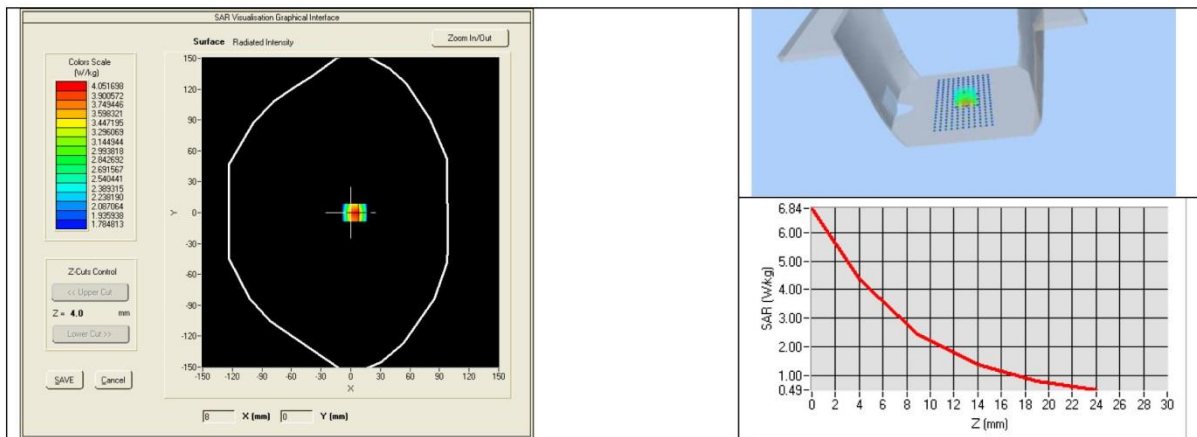 SAR Visualisation Graphical Interface
Surface Radiated Intensity
Zoom In/Out
Colors Scale
(W/kg)
4.051698
3.900572
3.749446
3.598321
3.447195
3.296069
3.144944
2.993818
2.842692
2.691567
2.540441
2.389315
2.238190
2.087064
1.935938
1.784813
Z-Cuts Control
<< Upper Cut
Z = 4.0 mm
Lower Cut >>
SAVE Cancel
150
120
90
60
30
0
-30
-60
-90
-120
-150
Y
-150 -120 -90 -60 -30 0 30 60 90 120 150
X
8 X (mm) 0 Y (mm)
6.84
6.00
5.00
4.00
3.00
2.00
1.00
0.49
SAR (W/kg)
0 2 4 6 8 10 12 14 16 18 20 22 24 26 28 30
Z (mm)